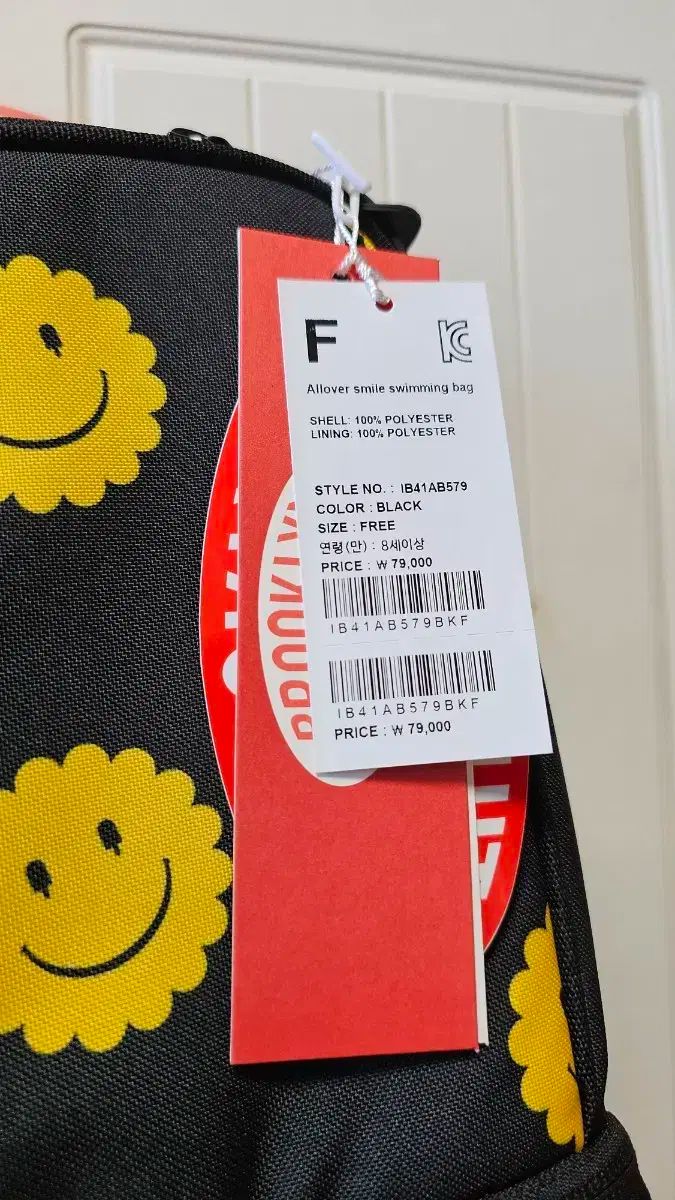 F
Allover smile swimming bag
SHELL: 100% POLYESTER
LINING: 100% POLYESTER
STYLE NO. : IB41AB579
COLOR : BLACK
SIZE : FREE
연령(만) : 8세이상
PRICE : ₩ 79,000
IB41AB579BKF
IB41AB579BKF
PRICE : ₩ 79,000